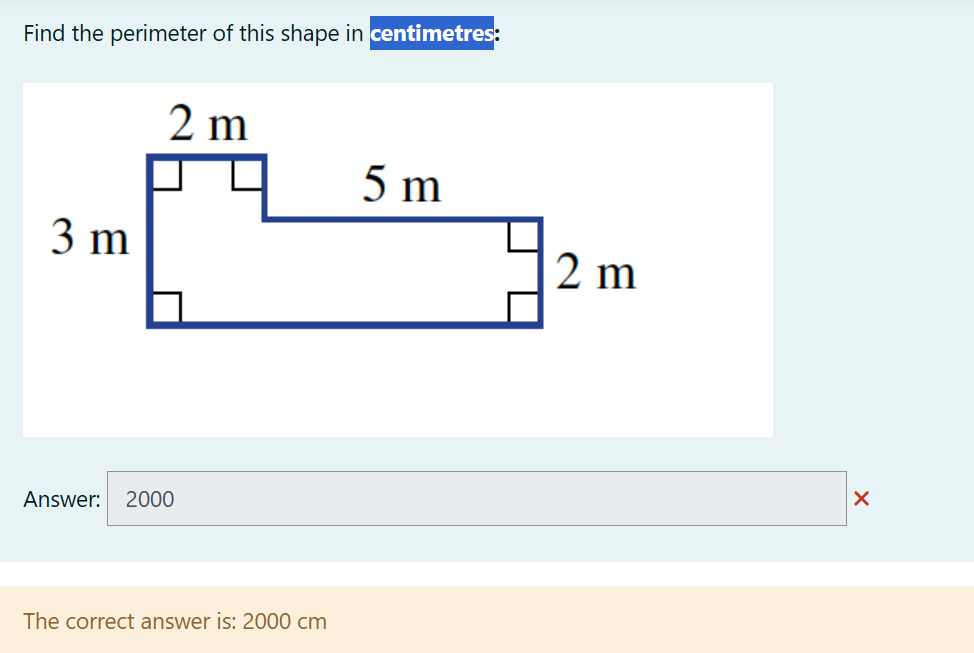 Find the perimeter of this shape in centimetres:
2 m
5 m
3 m
2 m
Answer: 2000
The correct answer is: 2000 cm